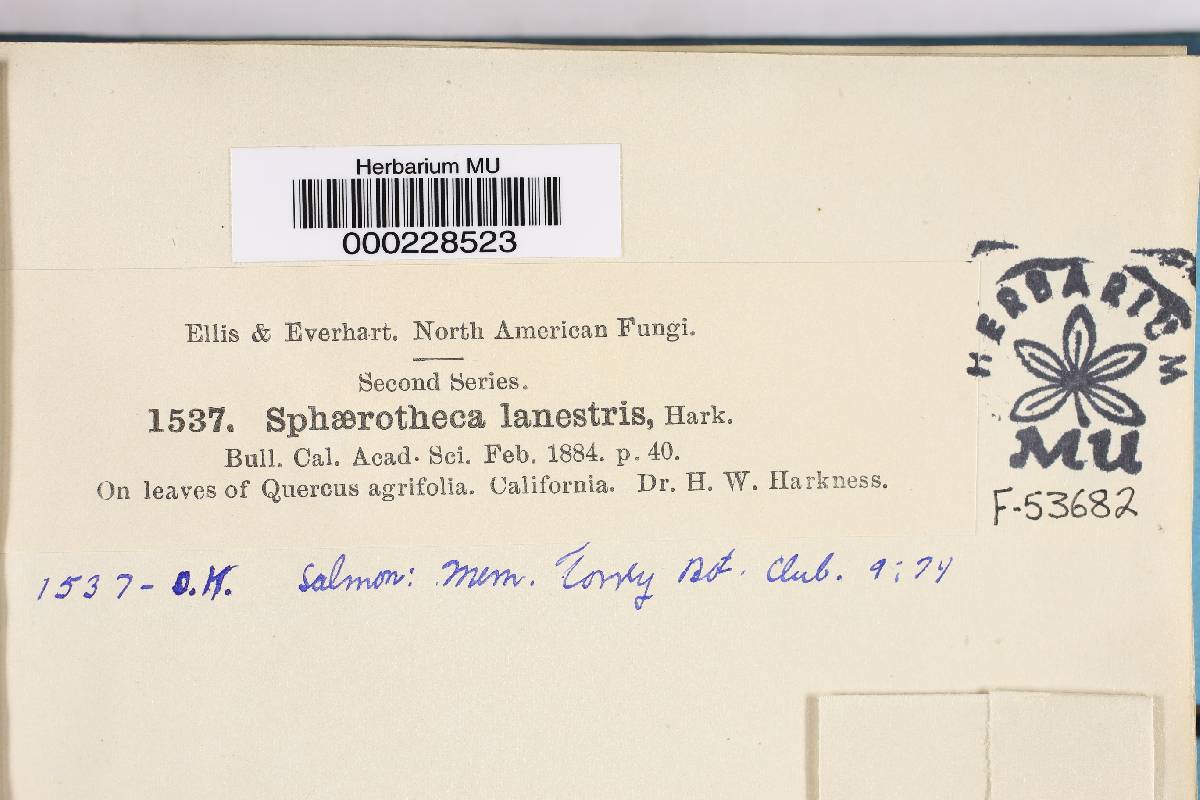 Herbarium MU
000228523
Ellis & Everhart. North American Fungi.
Second Series.
1537. Sphærotheca lanestris, Hark.
Bull. Cal. Acad. Sci. Feb. 1884. p. 40.
On leaves of Quercus agrifolia. California. Dr. H. W. Harkness.
HERBARIUM
MU
F-53682
1537- O.K. Salmon: Mem. Torrey Bot. Club. 9:74